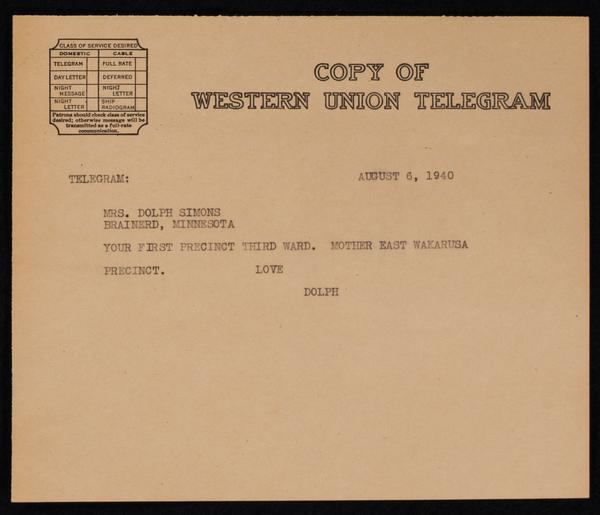 CLASS OF SERVICE DESIRED
DOMESTIC CABLE
TELEGRAM FULL RATE
DAY LETTER DEFERRED
NIGHT MESSAGE NIGHT LETTER
NIGHT LETTER SHIP RADIOGRAM
Patrons should check class of service
desired; otherwise message will be
transmitted as a full-rate
communication.
COPY OF
WESTERN UNION TELEGRAM
TELEGRAM: AUGUST 6, 1940
MRS. DOLPH SIMONS
BRAINERD, MINNESOTA
YOUR FIRST PRECINCT THIRD WARD. MOTHER EAST WAKARUSA
PRECINCT. LOVE
DOLPH